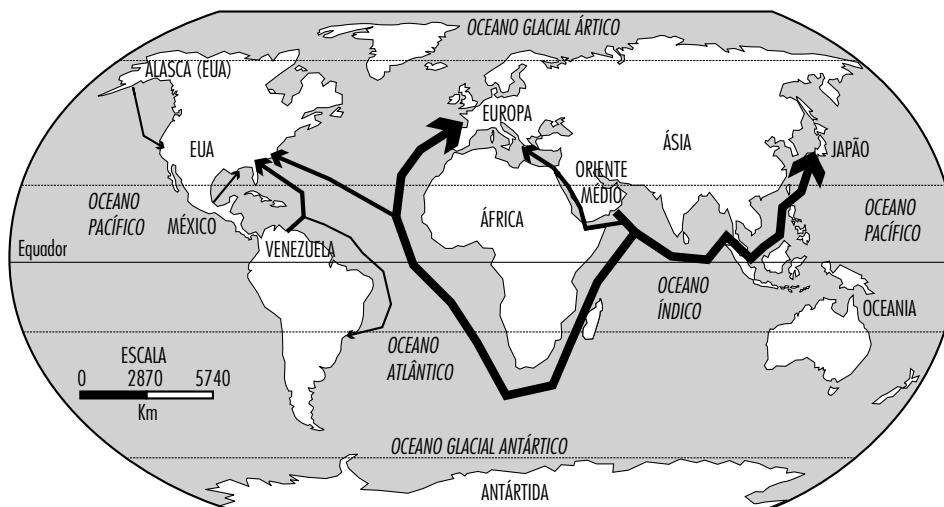 OCEANO GLACIAL ÁRTICO
ALASCA (EUA)
EUROPA
ÁSIA
EUA
JAPÃO
ORIENTE
MÉDIO
OCEANO
PACÍFICO
MÉXICO
ÁFRICA
OCEANO
PACÍFICO
Equador
VENEZUELA
OCEANO
ÍNDICO
OCEANIA
OCEANO
ATLÂNTICO
ESCALA
0 2870 5740
Km
OCEANO GLACIAL ANTÁRTICO
ANTÁRTIDA